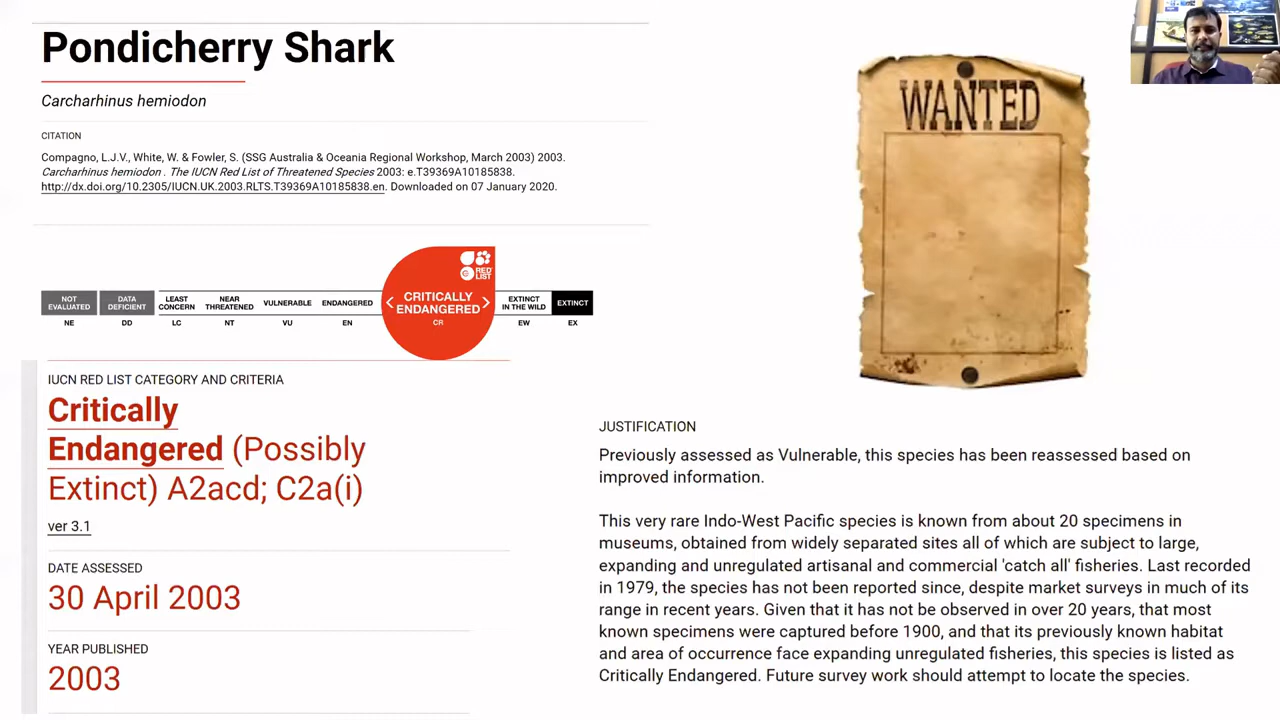 Pondicherry Shark
Carcharhinus hemiodon
CITATION
Compagno, L.J.V., White, W. & Fowler, S. (SSG Australia & Oceania Regional Workshop, March 2003) 2003.
Carcharhinus hemiodon . The IUCN Red List of Threatened Species 2003: e.T39369A10185838.
http://dx.doi.org/10.2305/IUCN.UK.2003.RLTS.T39369A10185838.en. Downloaded on 07 January 2020.
WANTED
RED
LIST
NOT
EVALUATED
NE
DATA
DEFICIENT
DD
LEAST
CONCERN
LC
NEAR
THREATENED
NT
VULNERABLE
VU
ENDANGERED
EN
< CRITICALLY
ENDANGERED >
CR
EXTINCT
IN THE WILD
EW
EXTINCT
EX
IUCN RED LIST CATEGORY AND CRITERIA
Critically
Endangered (Possibly
Extinct) A2acd; C2a(i)
ver 3.1
DATE ASSESSED
30 April 2003
YEAR PUBLISHED
2003
JUSTIFICATION
Previously assessed as Vulnerable, this species has been reassessed based on
improved information.
This very rare Indo-West Pacific species is known from about 20 specimens in
museums, obtained from widely separated sites all of which are subject to large,
expanding and unregulated artisanal and commercial 'catch all' fisheries. Last recorded
in 1979, the species has not been reported since, despite market surveys in much of its
range in recent years. Given that it has not be observed in over 20 years, that most
known specimens were captured before 1900, and that its previously known habitat
and area of occurrence face expanding unregulated fisheries, this species is listed as
Critically Endangered. Future survey work should attempt to locate the species.